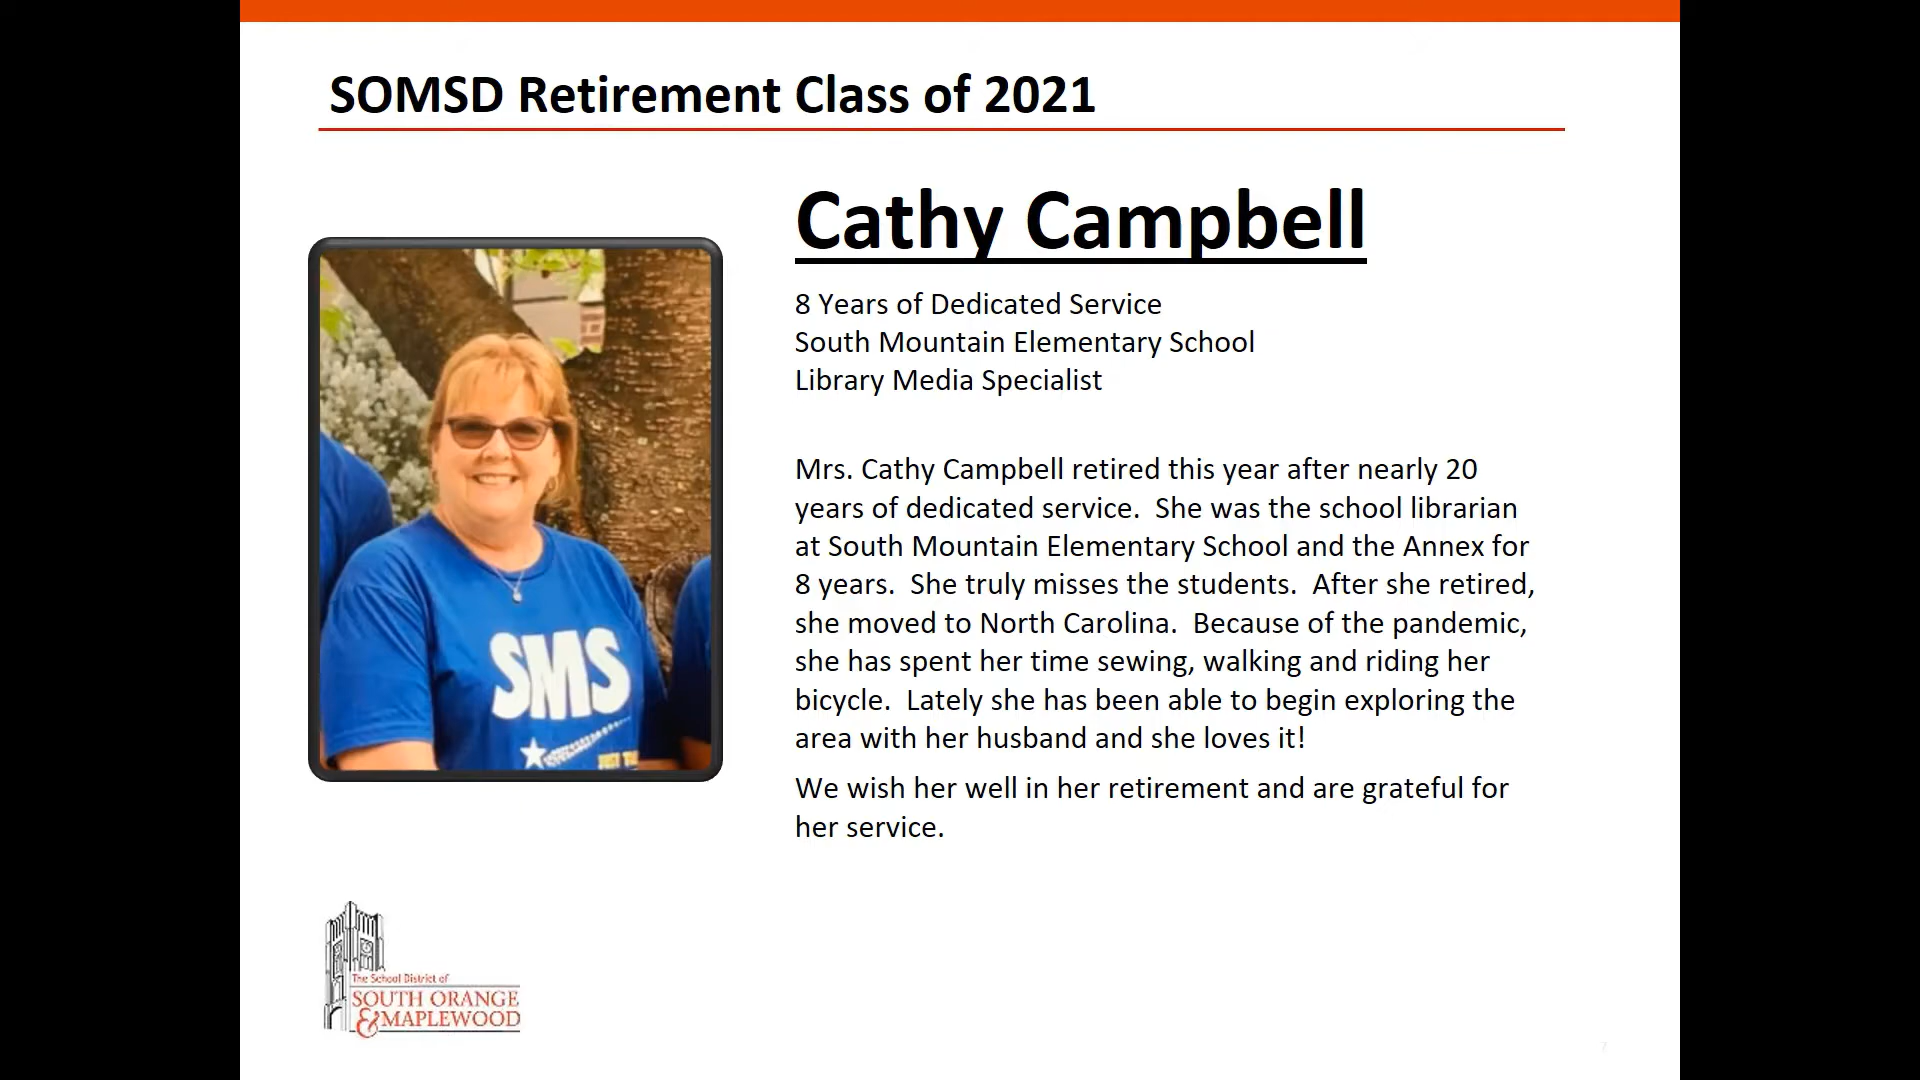 SOMSD Retirement Class of 2021
Cathy Campbell
8 Years of Dedicated Service
South Mountain Elementary School
Library Media Specialist
Mrs. Cathy Campbell retired this year after nearly 20
years of dedicated service.  She was the school librarian
at South Mountain Elementary School and the Annex for
8 years.  She truly misses the students.  After she retired,
she moved to North Carolina.  Because of the pandemic,
she has spent her time sewing, walking and riding her
bicycle.  Lately she has been able to begin exploring the
area with her husband and she loves it!
We wish her well in her retirement and are grateful for
her service.
SMS
The School District of
SOUTH ORANGE
&MAPLEWOOD
7